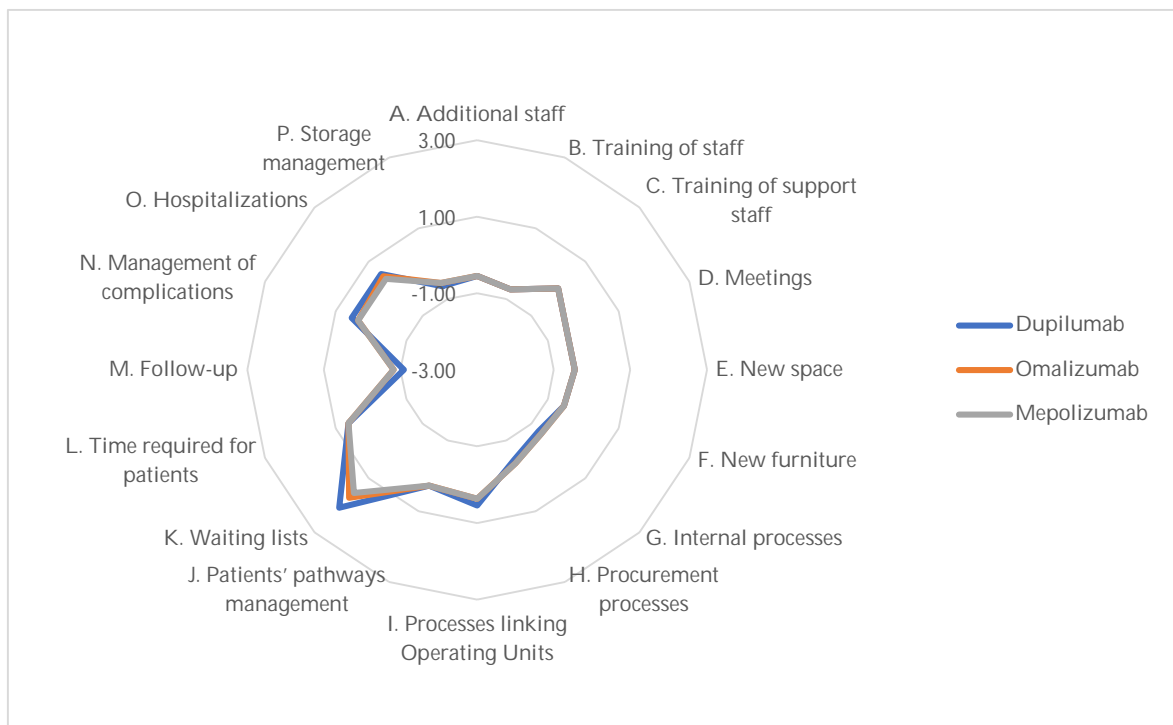 A. Additional staff
3.00
1.00
-1.00
-3.00
B. Training of staff
C. Training of support
staff
D. Meetings
E. New space
F. New furniture
G. Internal processes
H. Procurement
processes
I. Processes linking
Operating Units
J. Patients’ pathways
management
K. Waiting lists
L. Time required for
patients
M. Follow-up
N. Management of
complications
O. Hospitalizations
P. Storage
management
Dupilumab
Omalizumab
Mepolizumab